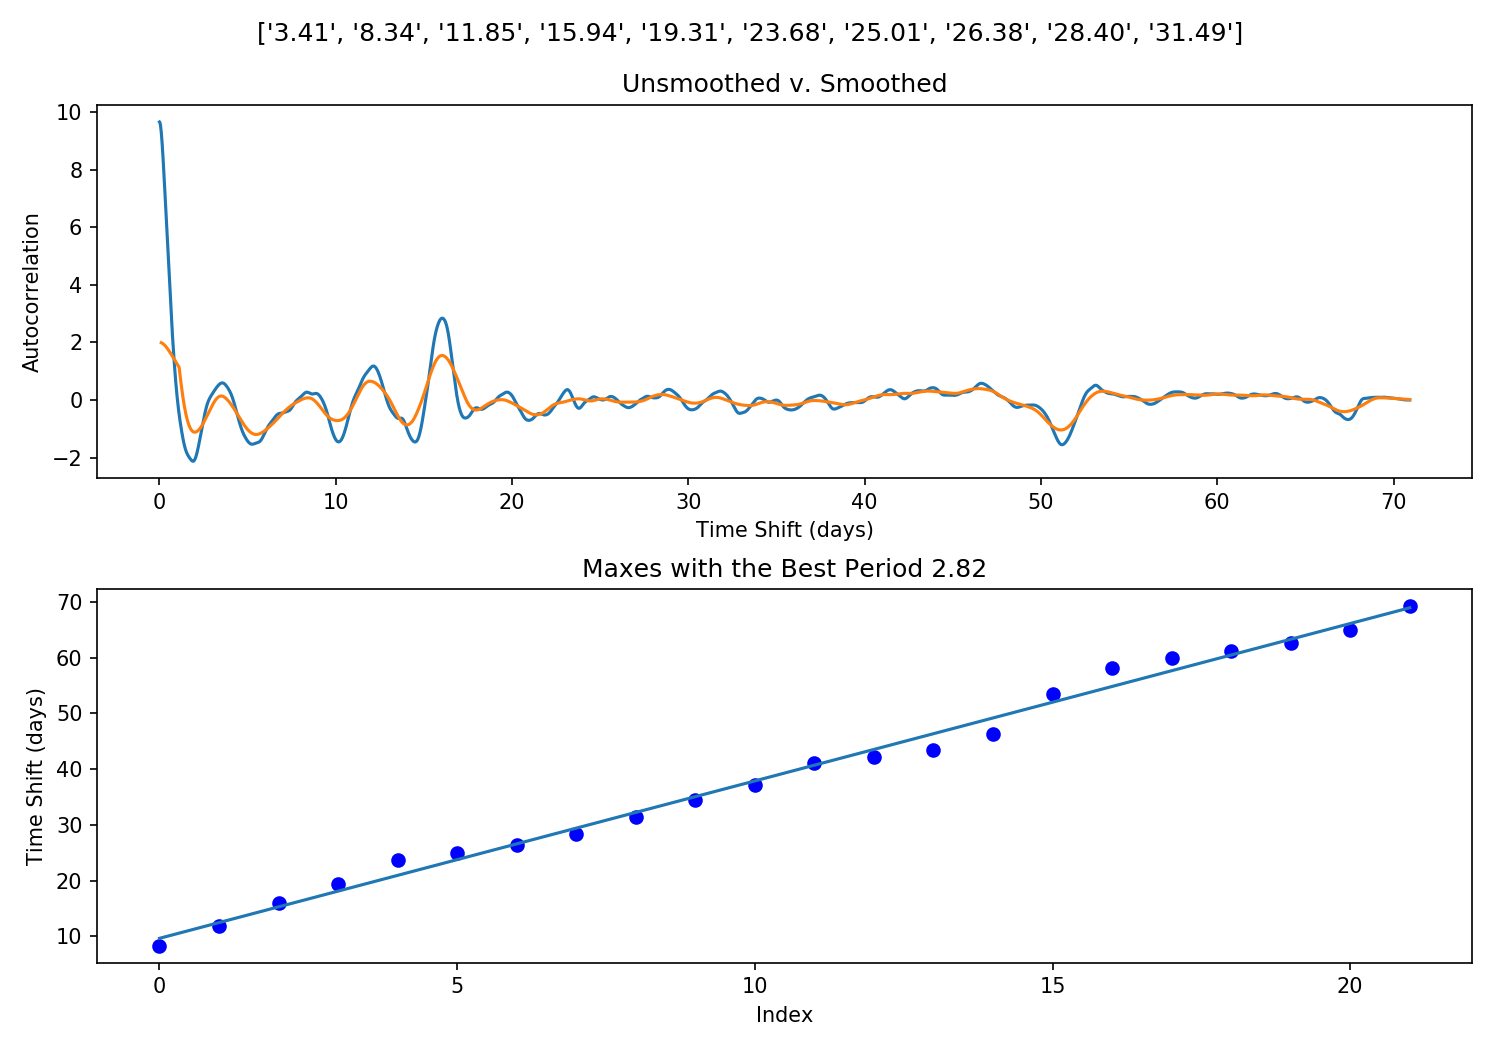 ['3.41', '8.34', '11.85', '15.94', '19.31', '23.68', '25.01', '26.38', '28.40', '31.49']
Unsmoothed v. Smoothed
10
8
6
4
2
0
−2
Autocorrelation
0 10 20 30 40 50 60 70
Time Shift (days)
Maxes with the Best Period 2.82
70
60
50
40
30
20
10
Time Shift (days)
0 5 10 15 20
Index